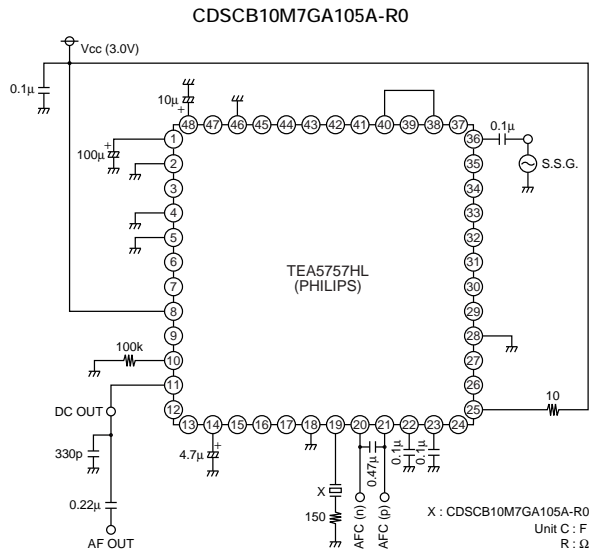 CDSCB10M7GA105A-R0
Vcc (3.0V)
0.1µ
10µ
+
48 47 46 45 44 43 42 41 40 39 38 37
0.1µ
S.S.G.
+
100µ
1
2
3
4
5
6
7
8
9
10
11
12
36
35
34
33
32
31
30
29
28
27
26
25
TEA5757HL
(PHILIPS)
100k
10
DC OUT
13 14 15 16 17 18 19 20 21 22 23 24
330p
4.7µ
+
0.47µ
0.1µ
0.1µ
0.22µ
X
150
AFC (n)
AFC (p)
AF OUT
X : CDSCB10M7GA105A-R0
Unit C : F
R : Ω